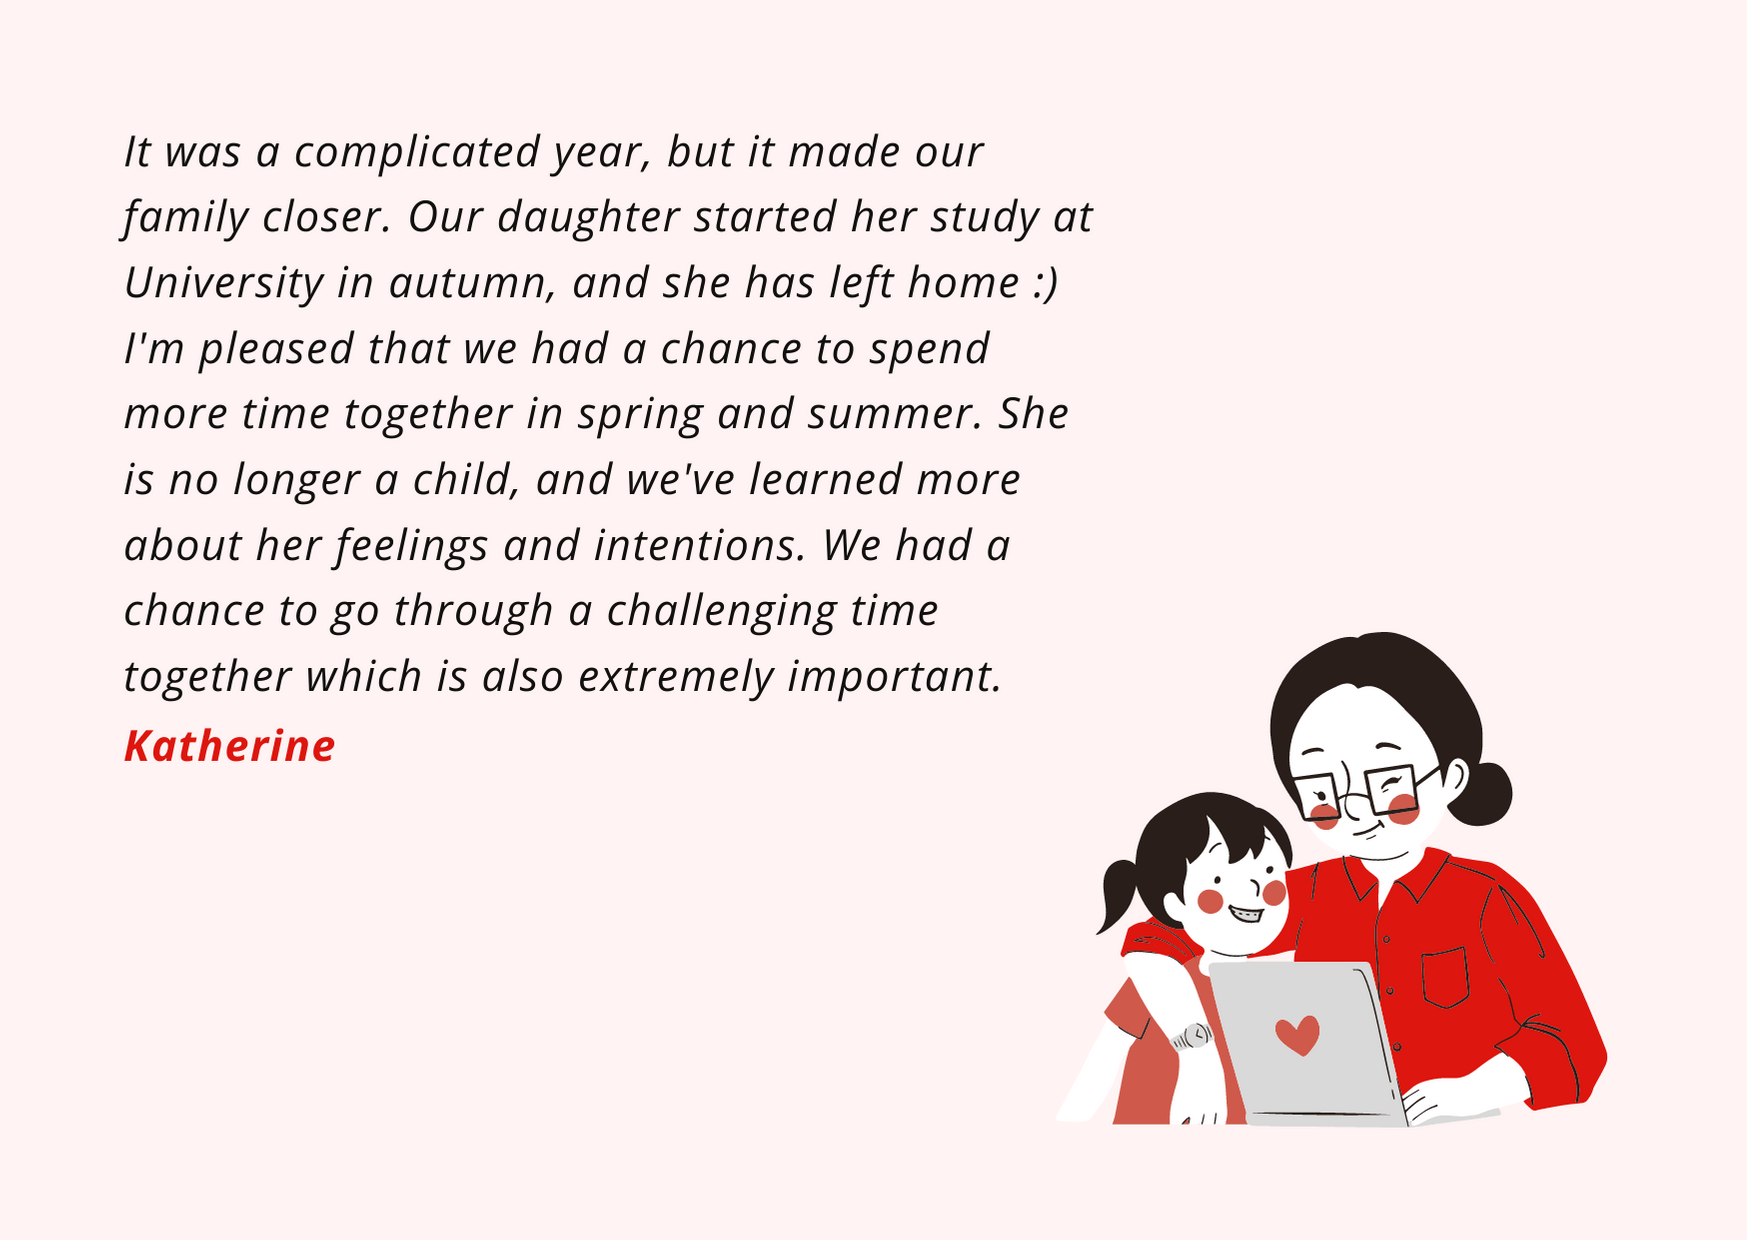 It was a complicated year, but it made our
family closer. Our daughter started her study at
University in autumn, and she has left home :)
I'm pleased that we had a chance to spend
more time together in spring and summer. She
is no longer a child, and we've learned more
about her feelings and intentions. We had a
chance to go through a challenging time
together which is also extremely important.
Katherine